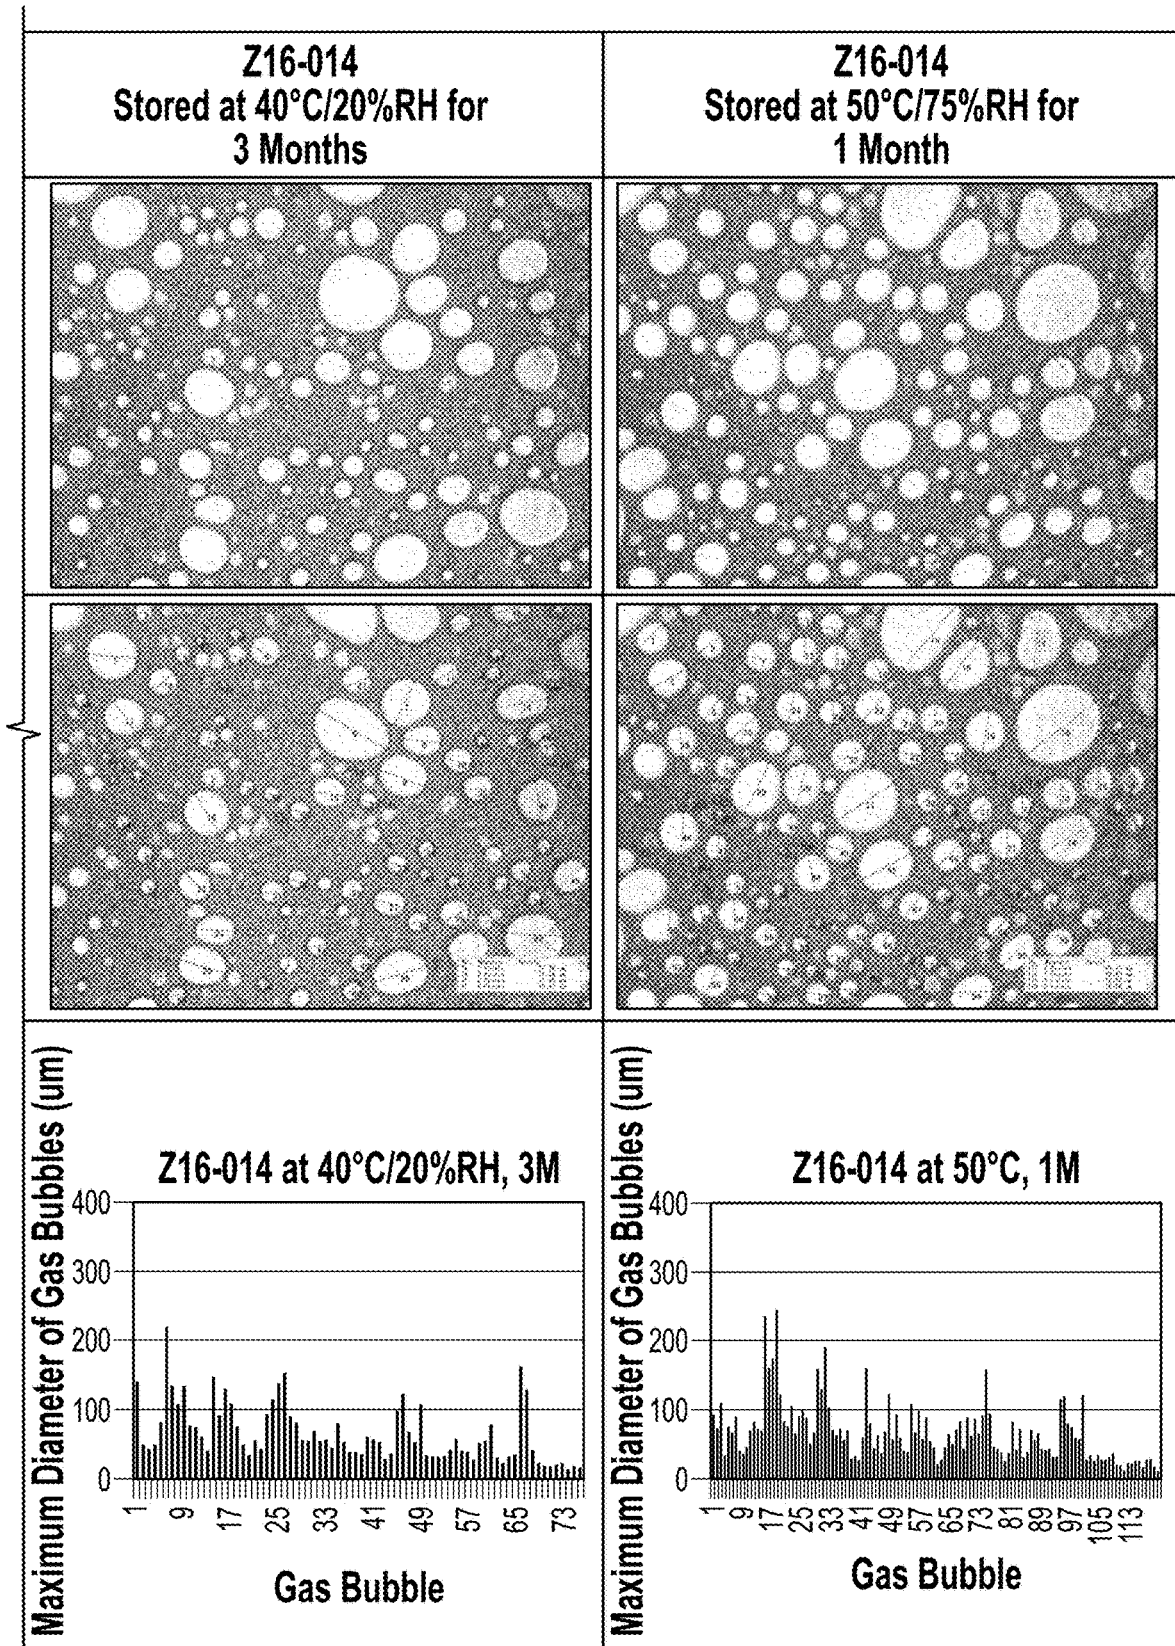 Z16-014
Stored at 40°C/20%RH for
3 Months
Z16-014
Stored at 50°C/75%RH for
1 Month
Maximum Diameter of Gas Bubbles (um)
Z16-014 at 40°C/20%RH, 3M
400
300
200
100
0
1 9 17 25 33 41 49 57 65 73
Gas Bubble
Maximum Diameter of Gas Bubbles (um)
Z16-014 at 50°C, 1M
400
300
200
100
0
1 9 17 25 33 41 49 57 65 73 81 89 97 105 113
Gas Bubble